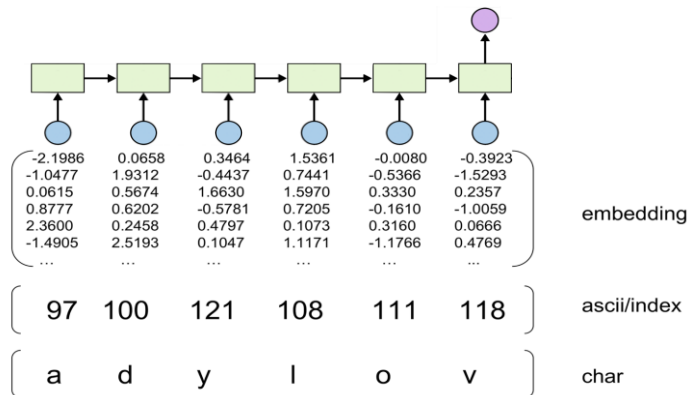 -2.1986 0.0658 0.3464 1.5361 -0.0080 -0.3923
-1.0477 1.9312 -0.4437 0.7441 -0.5366 -1.5293
0.0615 0.5674 1.6630 1.5970 0.3330 0.2357
0.8777 0.6202 -0.5781 0.7205 -0.1610 -1.0059
2.3600 0.2458 0.4797 0.1073 0.3160 0.0666
-1.4905 2.5193 0.1047 1.1171 -1.1766 0.4769
... ... ... ... ... ...
embedding
97 100 121 108 111 118 ascii/index
a d y l o v char